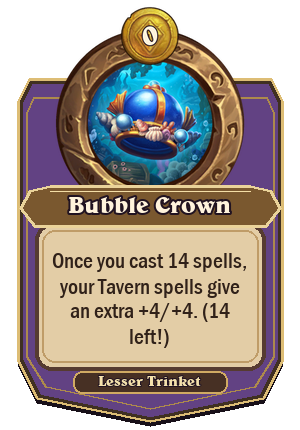 0
Bubble Crown
Once you cast 14 spells,
your Tavern spells give
an extra +4/+4. (14
left!)
Lesser Trinket